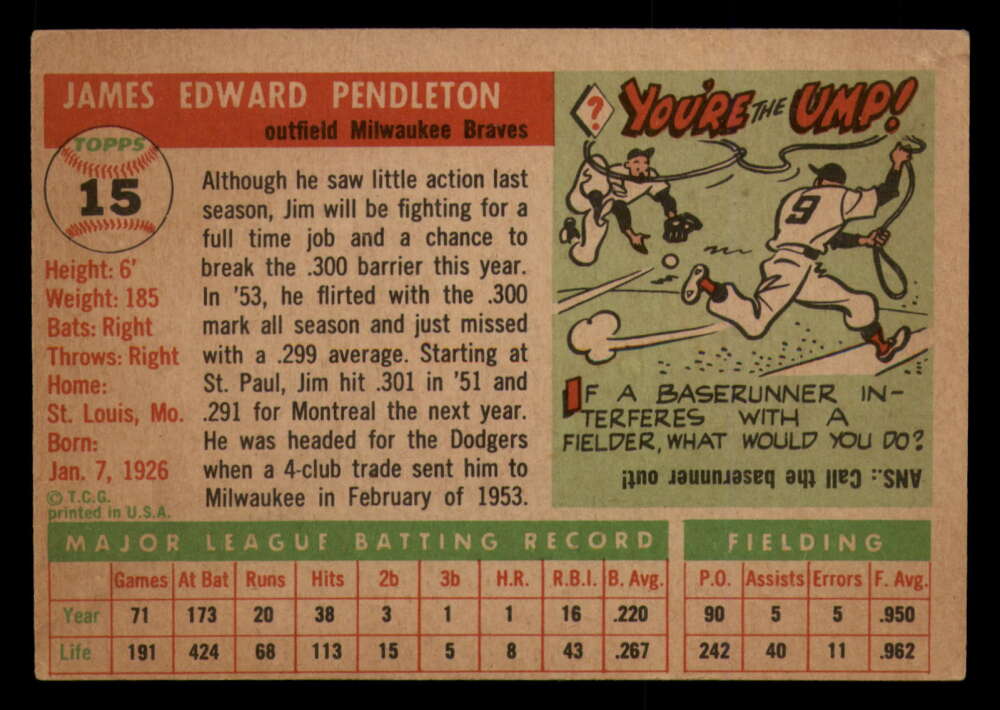 JAMES EDWARD PENDLETON
outfield Milwaukee Braves
TOPPS
15
Height: 6'
Weight: 185
Bats: Right
Throws: Right
Home:
St. Louis, Mo.
Born:
Jan. 7, 1926
© T.C.G.
printed in U.S.A.
Although he saw little action last
season, Jim will be fighting for a
full time job and a chance to
break the .300 barrier this year.
In '53, he flirted with the .300
mark all season and just missed
with a .299 average. Starting at
St. Paul, Jim hit .301 in '51 and
.291 for Montreal the next year.
He was headed for the Dodgers
when a 4-club trade sent him to
Milwaukee in February of 1953.
? YOU'RE THE UMP!
9
IF A BASERUNNER IN-
TERFERES WITH A
FIELDER, WHAT WOULD YOU DO?
ANS.: Call the baserunner out!
MAJOR LEAGUE BATTING RECORD FIELDING
Games At Bat Runs Hits 2b 3b H.R. R.B.I. B. Avg. P.O. Assists Errors F. Avg.
Year 71 173 20 38 3 1 1 16 .220 90 5 5 .950
Life 191 424 68 113 15 5 8 43 .267 242 40 11 .962